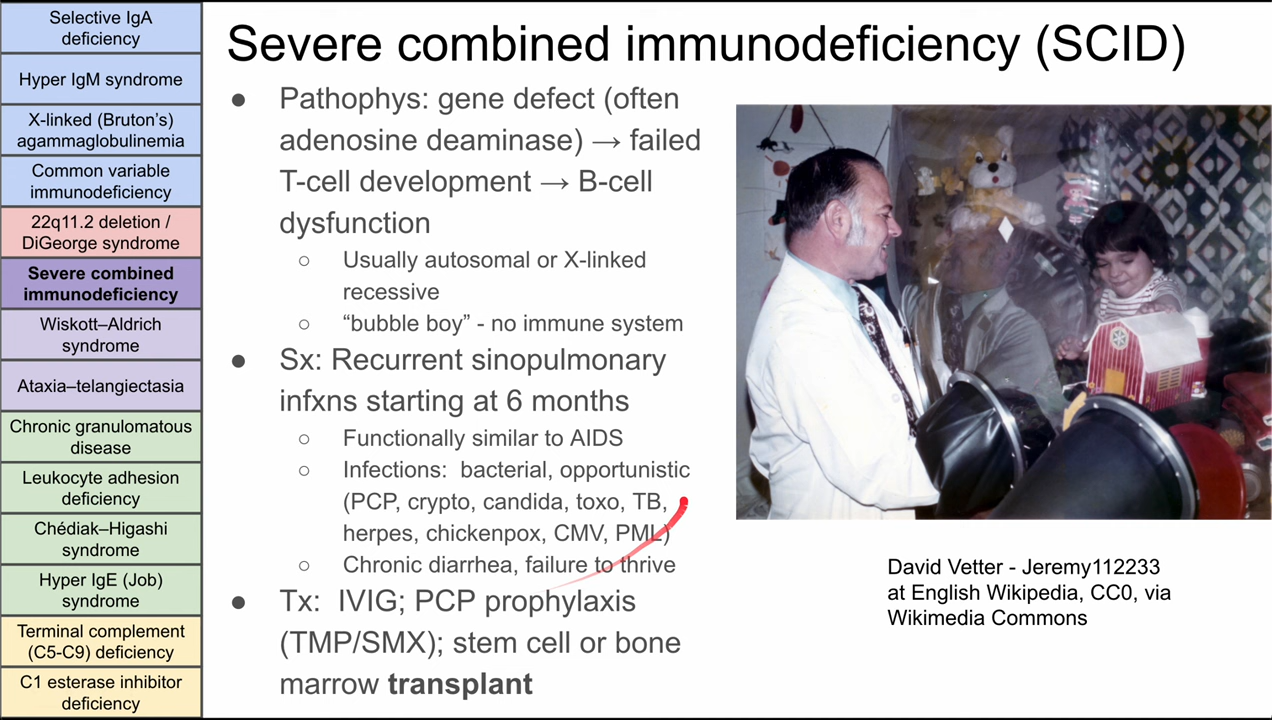 Selective IgA
deficiency
Hyper IgM syndrome
X-linked (Bruton’s)
agammaglobulinemia
Common variable
immunodeficiency
22q11.2 deletion /
DiGeorge syndrome
Severe combined
immunodeficiency
Wiskott–Aldrich
syndrome
Ataxia–telangiectasia
Chronic granulomatous
disease
Leukocyte adhesion
deficiency
Chédiak–Higashi
syndrome
Hyper IgE (Job)
syndrome
Terminal complement
(C5-C9) deficiency
C1 esterase inhibitor
deficiency
Severe combined immunodeficiency (SCID)
● Pathophys: gene defect (often
adenosine deaminase) → failed
T-cell development → B-cell
dysfunction
○ Usually autosomal or X-linked
recessive
○ “bubble boy” - no immune system
● Sx: Recurrent sinopulmonary
infxns starting at 6 months
○ Functionally similar to AIDS
○ Infections: bacterial, opportunistic
(PCP, crypto, candida, toxo, TB,
herpes, chickenpox, CMV, PML)
○ Chronic diarrhea, failure to thrive
● Tx: IVIG; PCP prophylaxis
(TMP/SMX); stem cell or bone
marrow transplant
David Vetter - Jeremy112233
at English Wikipedia, CC0, via
Wikimedia Commons